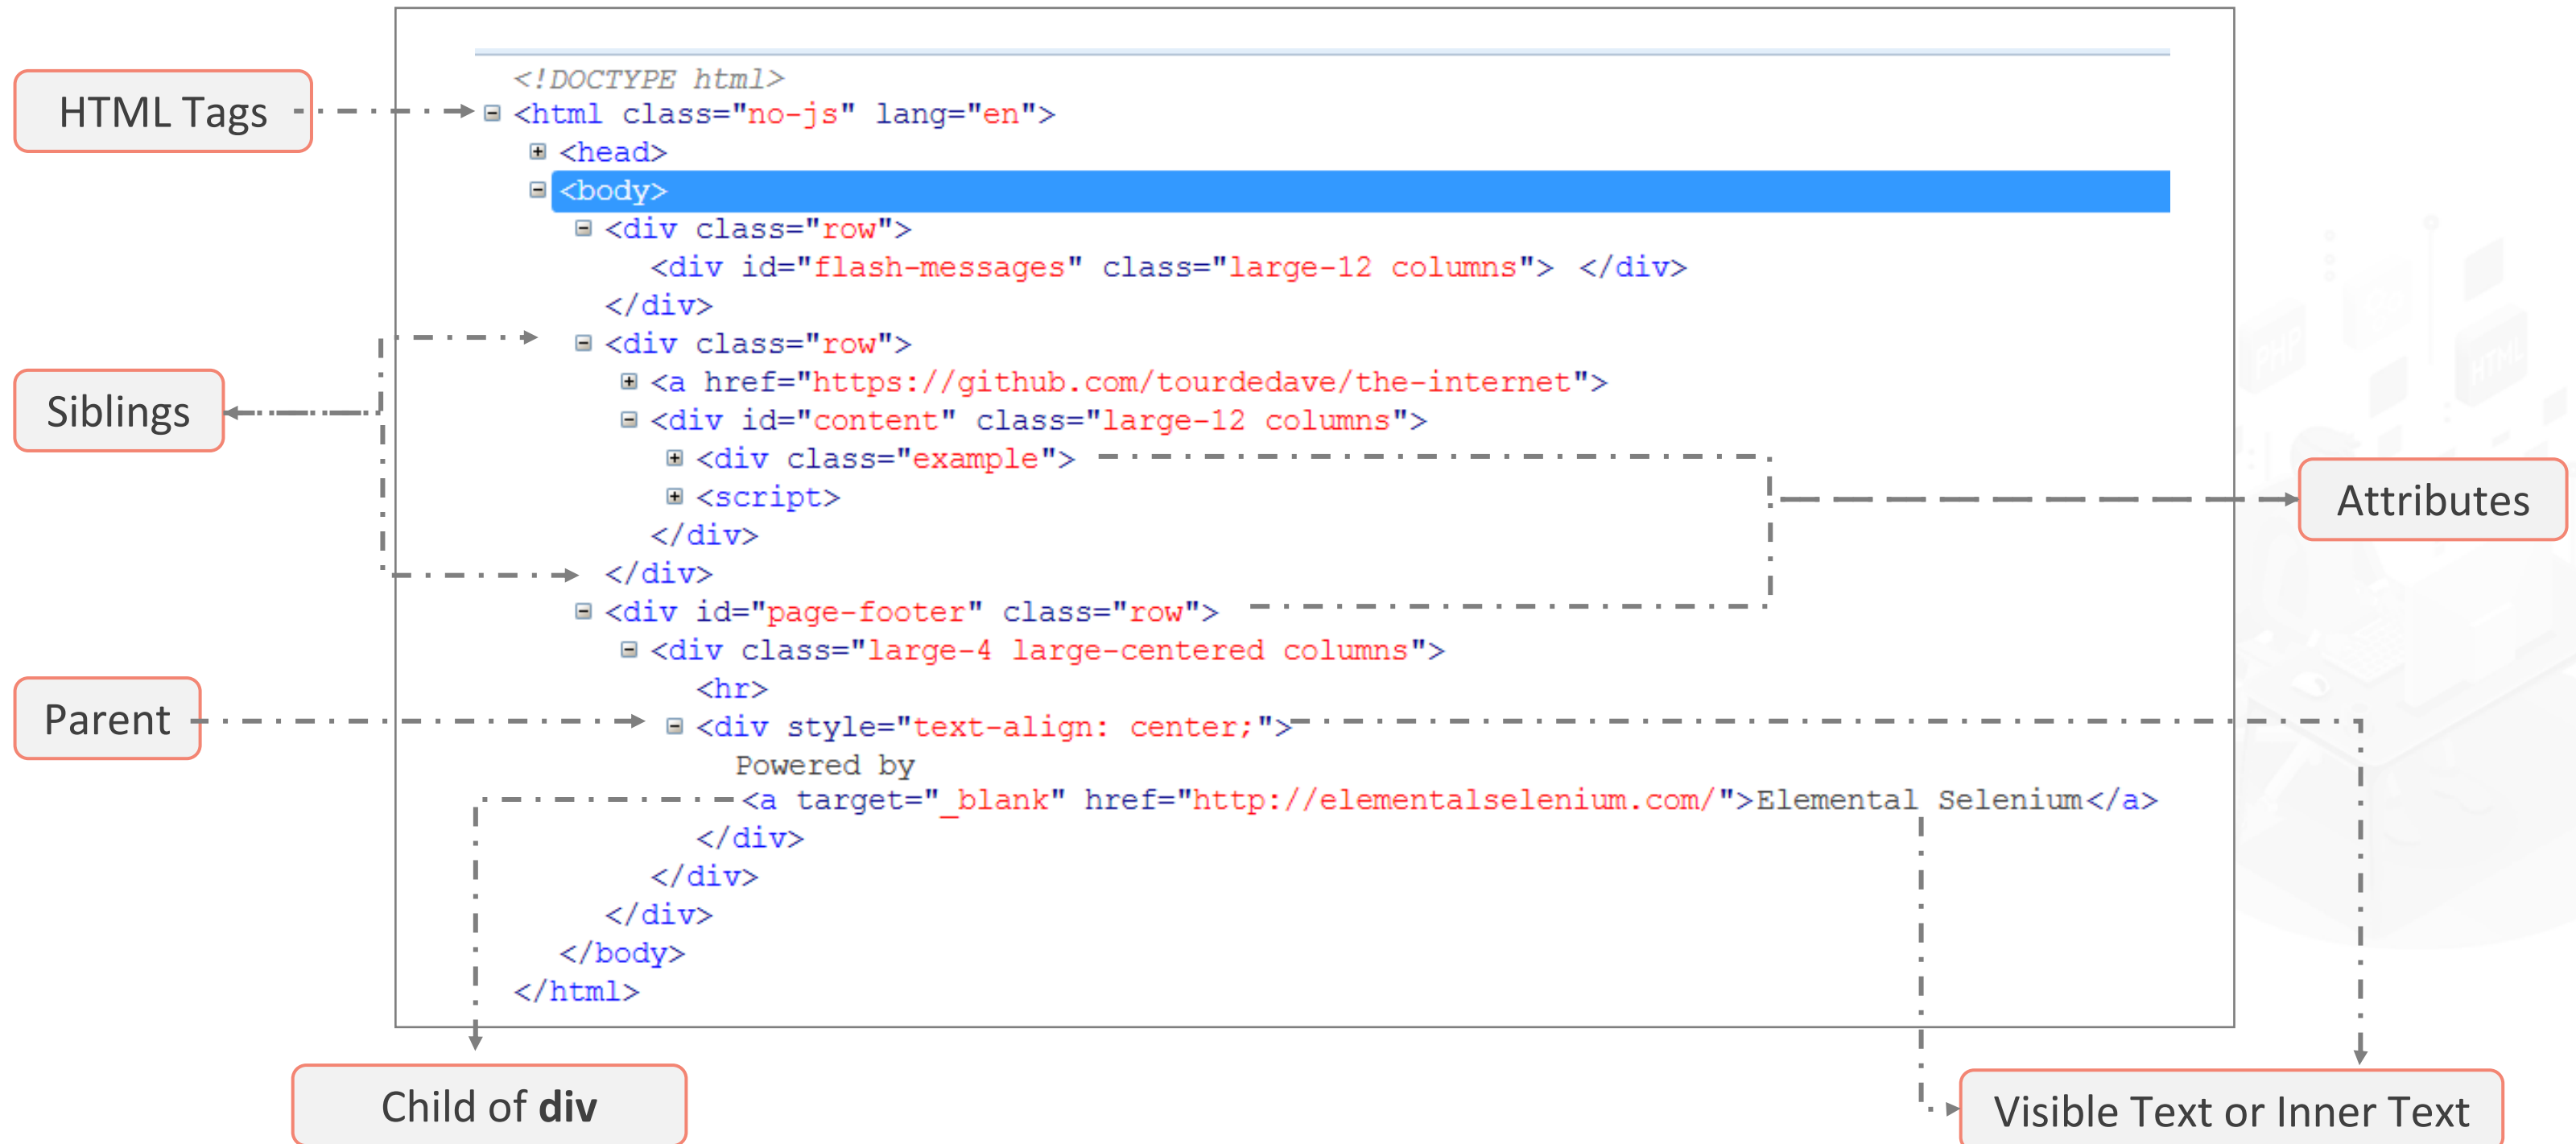 HTML Tags
Siblings
Parent
<!DOCTYPE html>
<html class="no-js" lang="en">
<head>
<body>
<div class="row">
<div id="flash-messages" class="large-12 columns"> </div>
</div>
<div class="row">
<a href="https://github.com/tourdedave/the-internet">
<div id="content" class="large-12 columns">
<div class="example">
<script>
</div>
</div>
<div id="page-footer" class="row">
<div class="large-4 large-centered columns">
<hr>
<div style="text-align: center;">
Powered by
<a target="_blank" href="http://elementalselenium.com/">Elemental Selenium</a>
</div>
</div>
</div>
</body>
</html>
Attributes
PHP
HTML
Child of div
Visible Text or Inner Text